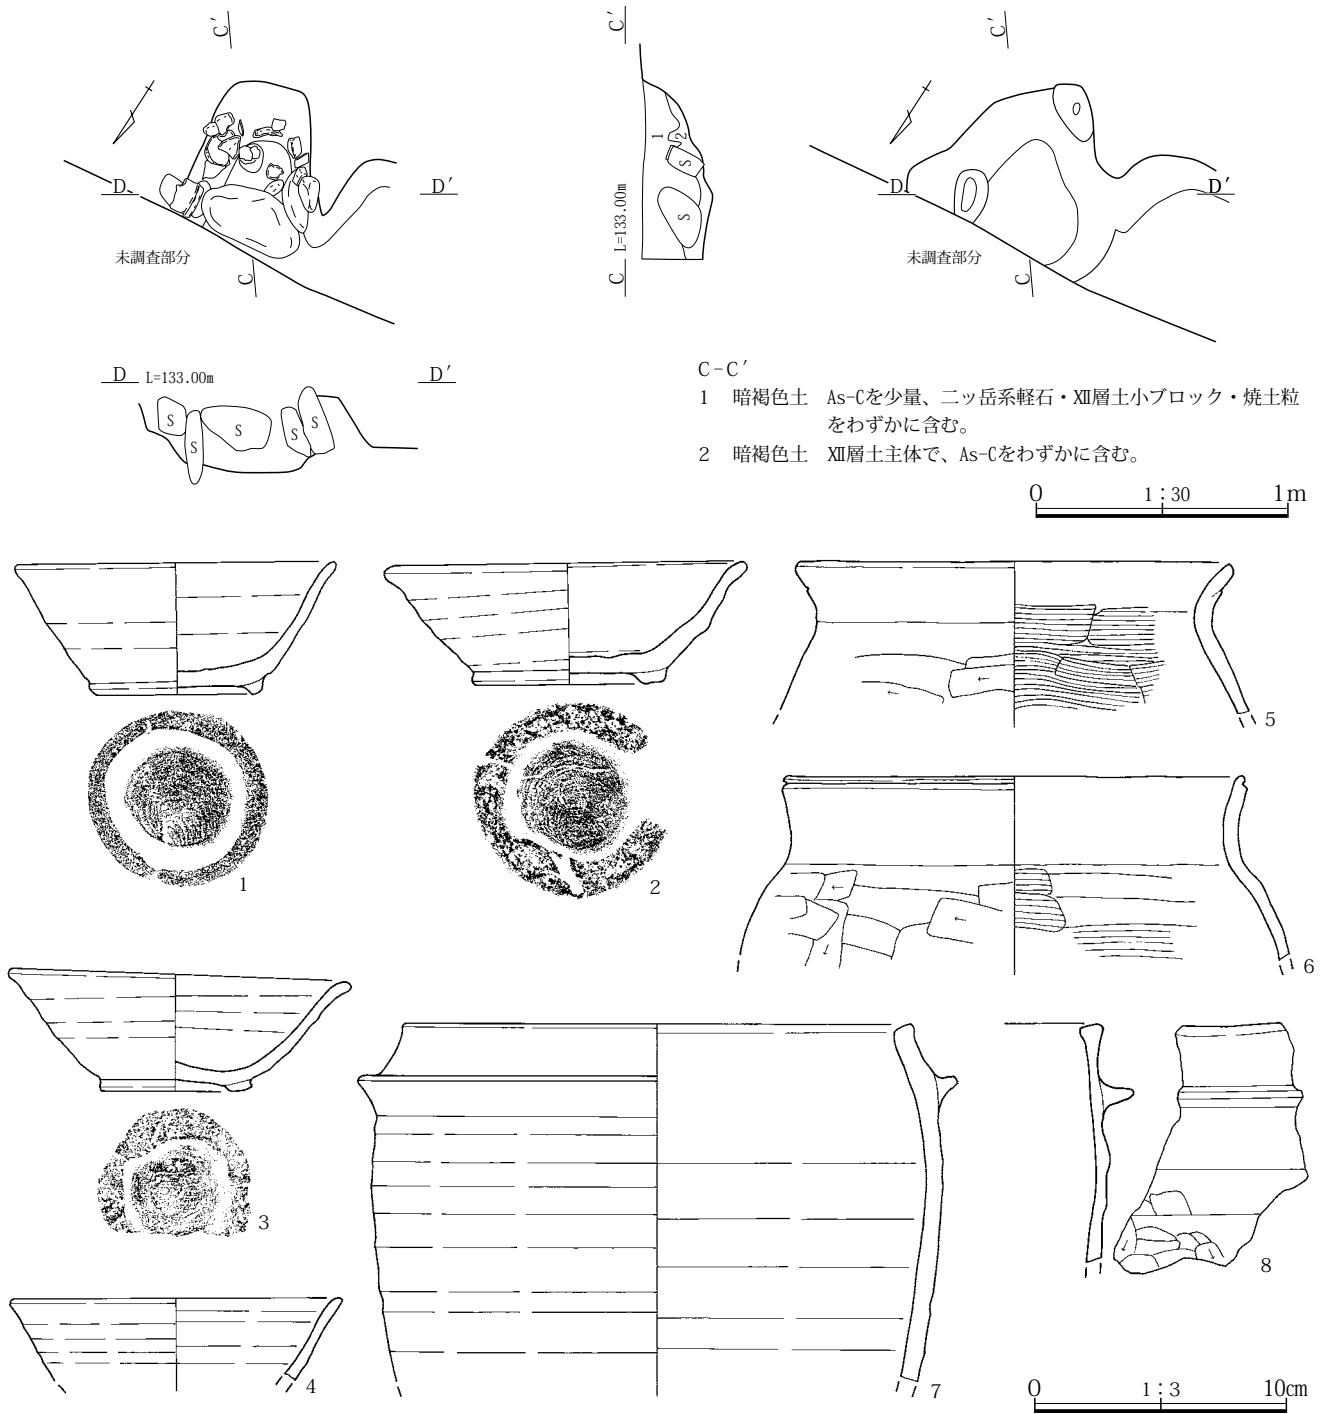 C′
C′
C′
D
D′
未調査部分
C
1
2
S
S
L=133.00m
C
D
D′
未調査部分
C
D L=133.00m
D′
S
S
S
S
S
C-C′
1 暗褐色土 As-Cを少量、二ッ岳系軽石・Ⅻ層土小ブロック・焼土粒
をわずかに含む。
2 暗褐色土 Ⅻ層土主体で、As-Cをわずかに含む。
0 1:30 1m
1
2
5
6
3
4
7
8
0 1:3 10cm